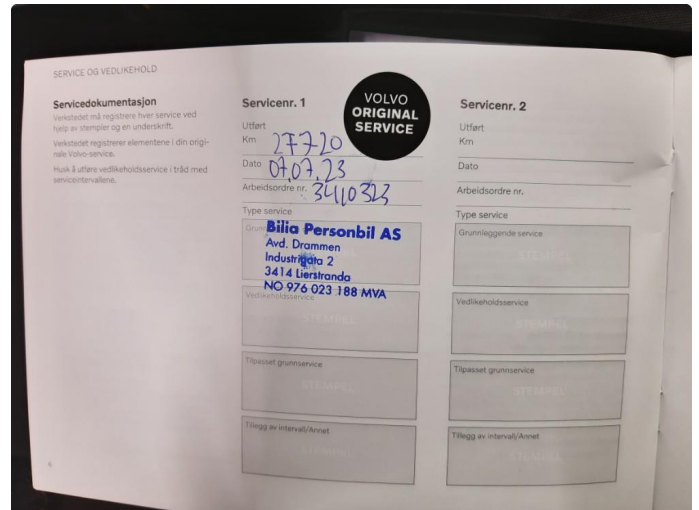 SERVICE OG VEDLIKEHOLD
Servicedokumentasjon
Verkstedet må registrere hver service ved
hjelp av stempler og en underskrift.
Verkstedet registrerer elementene i din origi-
nale Volvo-service.
Husk å utføre vedlikeholdsservice i tråd med
serviceintervallene.
Servicenr. 1
VOLVO
ORIGINAL
SERVICE
Utført
Km 27720
Dato 07,07,23
Arbeidsordre nr. 3410323
Type service
Bilia Personbil AS
Avd. Drammen
Industrigata 2
3414 Lierstranda
NO 976 023 188 MVA
Vedlikeholdsservice
Tilpasset grunnservice
STEMPEL
Tillegg av intervall/Annet
STEMPEL
Servicenr. 2
Utført
Km
Dato
Arbeidsordre nr.
Type service
Grunnleggende service
STEMPEL
Vedlikeholdsservice
STEMPEL
Tilpasset grunnservice
STEMPEL
Tillegg av intervall/Annet
STEMPEL